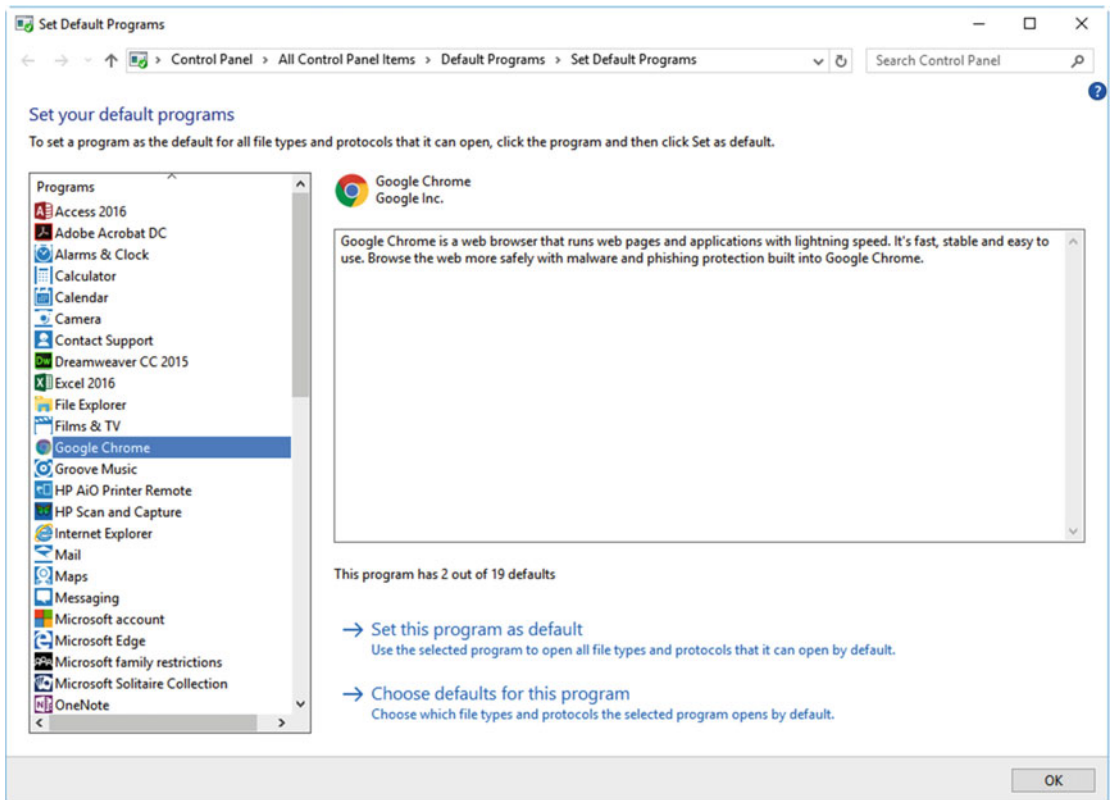 Set Default Programs
Control Panel > All Control Panel Items > Default Programs > Set Default Programs
Search Control Panel
Set your default programs
To set a program as the default for all file types and protocols that it can open, click the program and then click Set as default.
Programs
Access 2016
Adobe Acrobat DC
Alarms & Clock
Calculator
Calendar
Camera
Contact Support
Dreamweaver CC 2015
Excel 2016
File Explorer
Films & TV
Google Chrome
Groove Music
HP AiO Printer Remote
HP Scan and Capture
Internet Explorer
Mail
Maps
Messaging
Microsoft account
Microsoft Edge
Microsoft family restrictions
Microsoft Solitaire Collection
OneNote
Google Chrome
Google Inc.
Google Chrome is a web browser that runs web pages and applications with lightning speed. It's fast, stable and easy to
use. Browse the web more safely with malware and phishing protection built into Google Chrome.
This program has 2 out of 19 defaults
Set this program as default
Use the selected program to open all file types and protocols that it can open by default.
Choose defaults for this program
Choose which file types and protocols the selected program opens by default.
OK